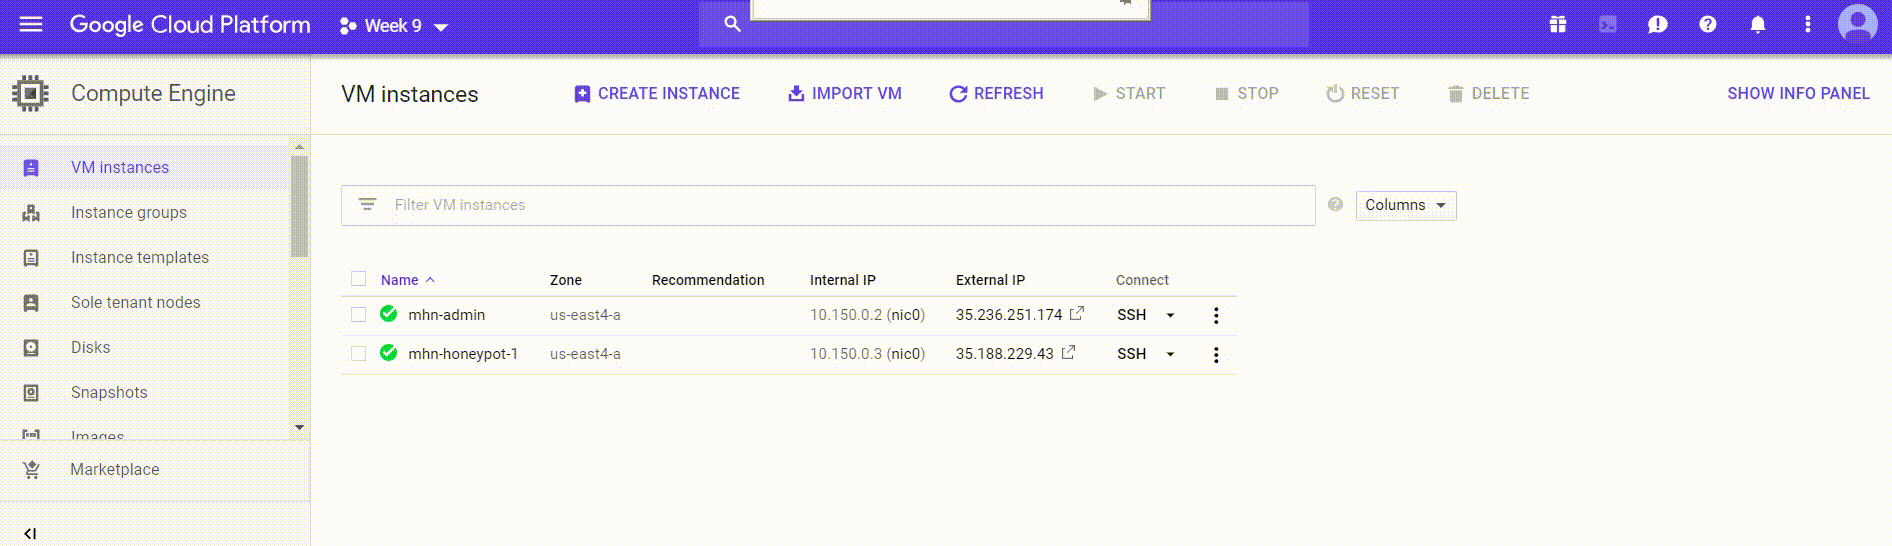 Google Cloud Platform
Week 9
Compute Engine
VM instances
CREATE INSTANCE
IMPORT VM
REFRESH
START
STOP
RESET
DELETE
SHOW INFO PANEL
VM instances
Instance groups
Instance templates
Sole tenant nodes
Disks
Snapshots
Images
Marketplace
Filter VM instances
Columns
Name Zone Recommendation Internal IP External IP Connect
mhn-admin us-east4-a 10.150.0.2 (nic0) 35.236.251.174 SSH
mhn-honeypot-1 us-east4-a 10.150.0.3 (nic0) 35.188.229.43 SSH